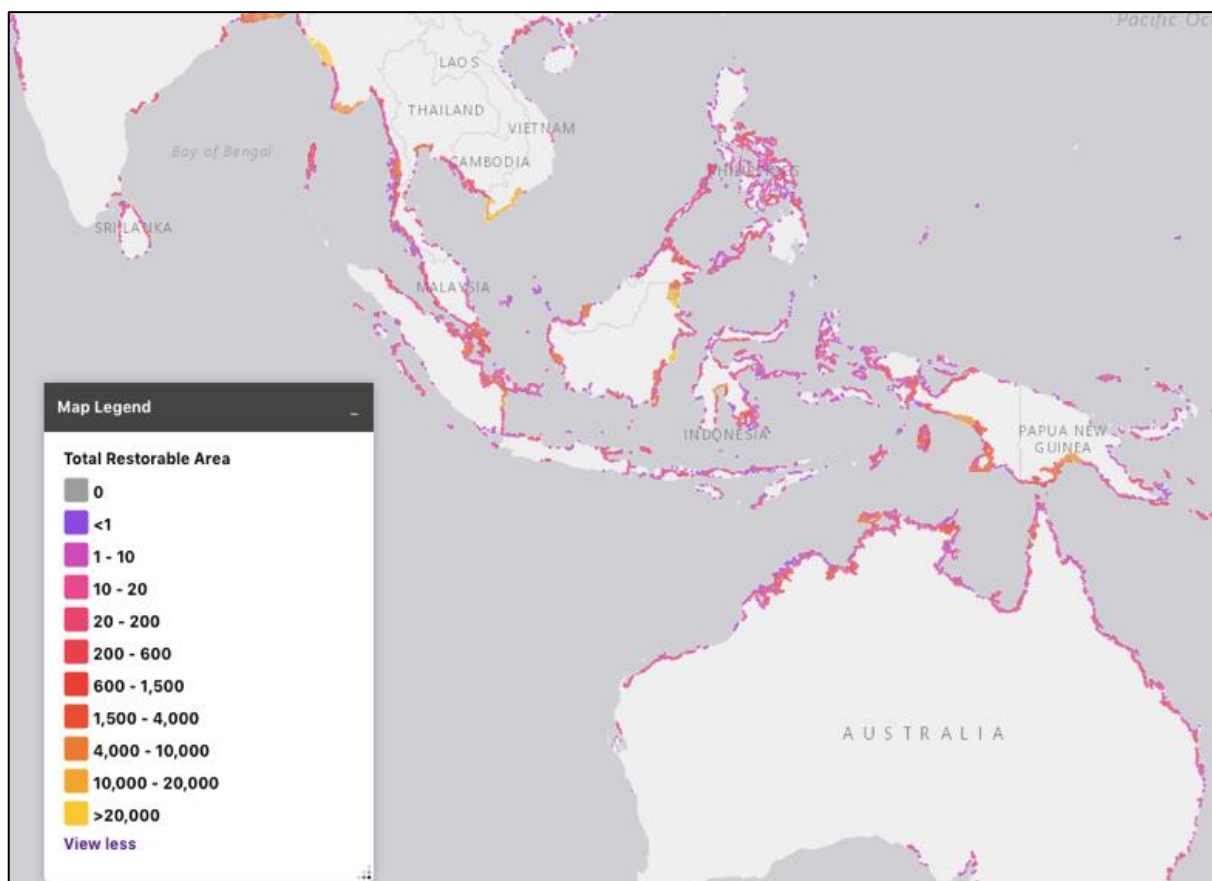 Pacific Oc
LAOS
THAILAND
VIETNAM
Bay of Bengal
CAMBODIA
SRI LANKA
MALAYSIA
INDONESIA
PAPUA NEW
GUINEA
AUSTRALIA
Map Legend
Total Restorable Area
0
<1
1 - 10
10 - 20
20 - 200
200 - 600
600 - 1,500
1,500 - 4,000
4,000 - 10,000
10,000 - 20,000
>20,000
View less